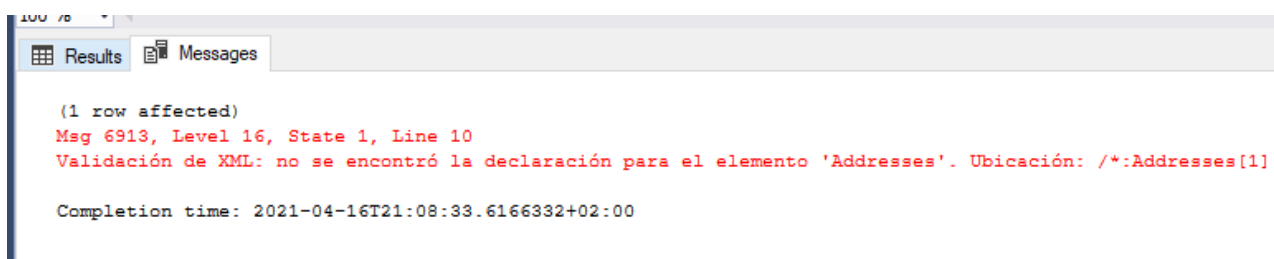 100 %
Results Messages
(1 row affected)
Msg 6913, Level 16, State 1, Line 10
Validación de XML: no se encontró la declaración para el elemento 'Addresses'. Ubicación: /*:Addresses[1]
Completion time: 2021-04-16T21:08:33.6166332+02:00